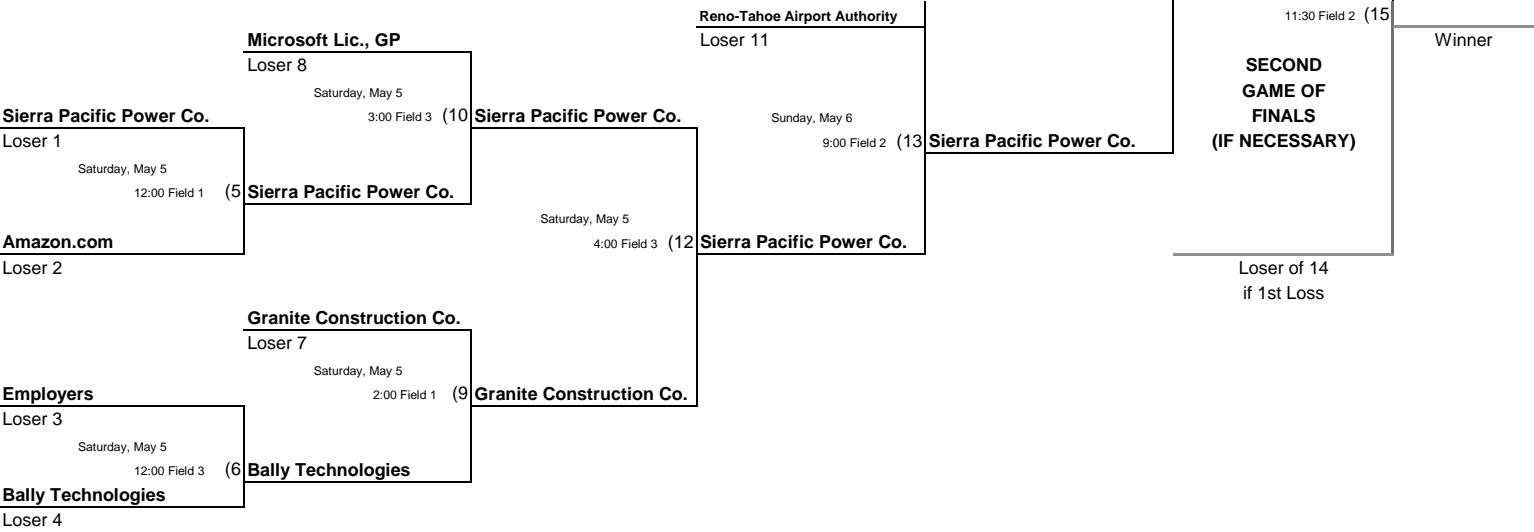 Reno-Tahoe Airport Authority
11:30 Field 2 (15
Microsoft Lic., GP
Loser 11
Winner
Loser 8
SECOND
Saturday, May 5
GAME OF
Sierra Pacific Power Co.
3:00 Field 3 (10
Sierra Pacific Power Co.
Sunday, May 6
FINALS
Loser 1
9:00 Field 2 (13
Sierra Pacific Power Co.
(IF NECESSARY)
Saturday, May 5
12:00 Field 1 (5
Sierra Pacific Power Co.
Saturday, May 5
Amazon.com
4:00 Field 3 (12
Sierra Pacific Power Co.
Loser 2
Loser of 14
if 1st Loss
Granite Construction Co.
Loser 7
Saturday, May 5
Employers
2:00 Field 1 (9
Granite Construction Co.
Loser 3
Saturday, May 5
12:00 Field 3 (6
Bally Technologies
Bally Technologies
Loser 4